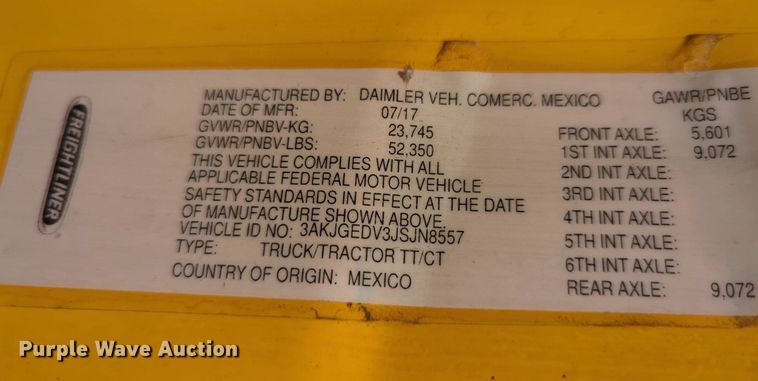 FREIGHTLINER
MANUFACTURED BY: DAIMLER VEH. COMERC. MEXICO
DATE OF MFR: 07/17
GVWR/PNBV-KG: 23,745
GVWR/PNBV-LBS: 52,350
THIS VEHICLE COMPLIES WITH ALL
APPLICABLE FEDERAL MOTOR VEHICLE
SAFETY STANDARDS IN EFFECT AT THE DATE
OF MANUFACTURE SHOWN ABOVE.
VEHICLE ID NO: 3AKJGEDV3JSJN8557
TYPE: TRUCK/TRACTOR TT/CT
COUNTRY OF ORIGIN: MEXICO
GAWR/PNBE
KGS
FRONT AXLE: 5,601
1ST INT AXLE: 9,072
2ND INT AXLE:
3RD INT AXLE:
4TH INT AXLE:
5TH INT AXLE:
6TH INT AXLE:
REAR AXLE: 9,072
Purple Wave Auction